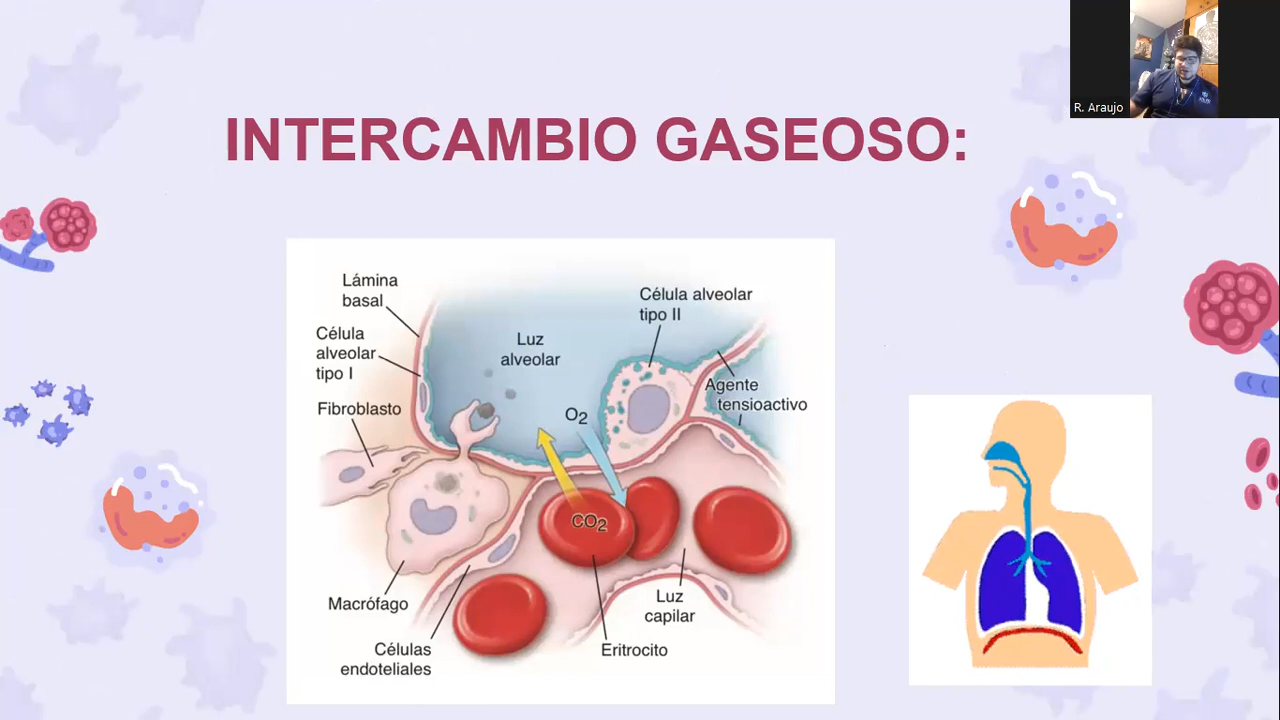 R. Araujo
INTERCAMBIO GASEOSO:
Lámina
basal
Célula
alveolar
tipo I
Fibroblasto
Luz
alveolar
Célula alveolar
tipo II
O2
Agente
tensioactivo
CO2
Macrófago
Células
endoteliales
Luz
capilar
Eritrocito